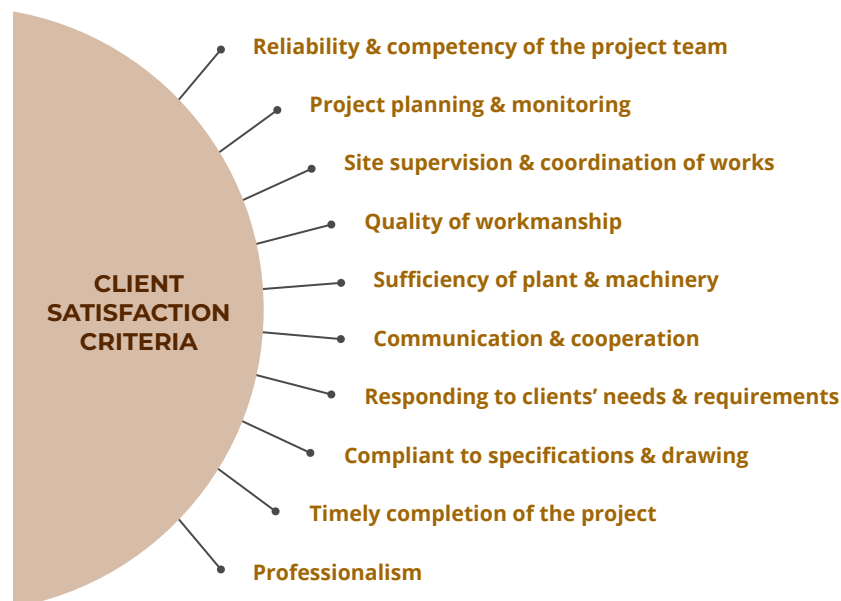 Reliability & competency of the project team
Project planning & monitoring
Site supervision & coordination of works
Quality of workmanship
CLIENT
SATISFACTION
CRITERIA
Sufficiency of plant & machinery
Communication & cooperation
Responding to clients’ needs & requirements
Compliant to specifications & drawing
Timely completion of the project
Professionalism